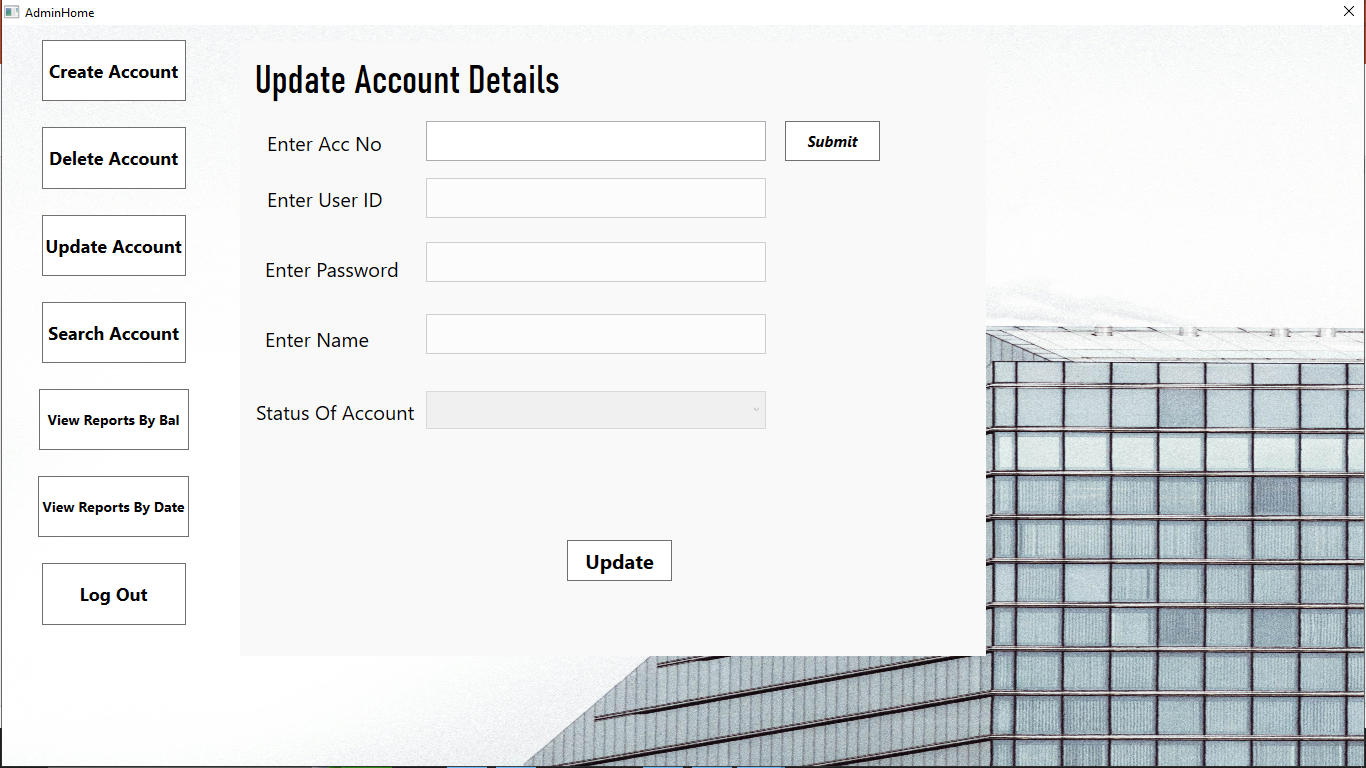 AdminHome
Create Account
Delete Account
Update Account
Search Account
View Reports By Bal
View Reports By Date
Log Out
Update Account Details
Enter Acc No
Submit
Enter User ID
Enter Password
Enter Name
Status Of Account
Update